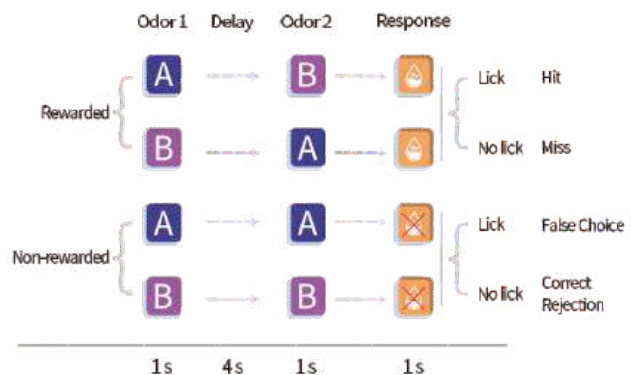 Odor 1 Delay Odor 2 Response
A B Lick Hit
Rewarded
B A No lick Miss
A A Lick False Choice
Non-rewarded
B B No lick Correct
Rejection
1s 4s 1s 1s